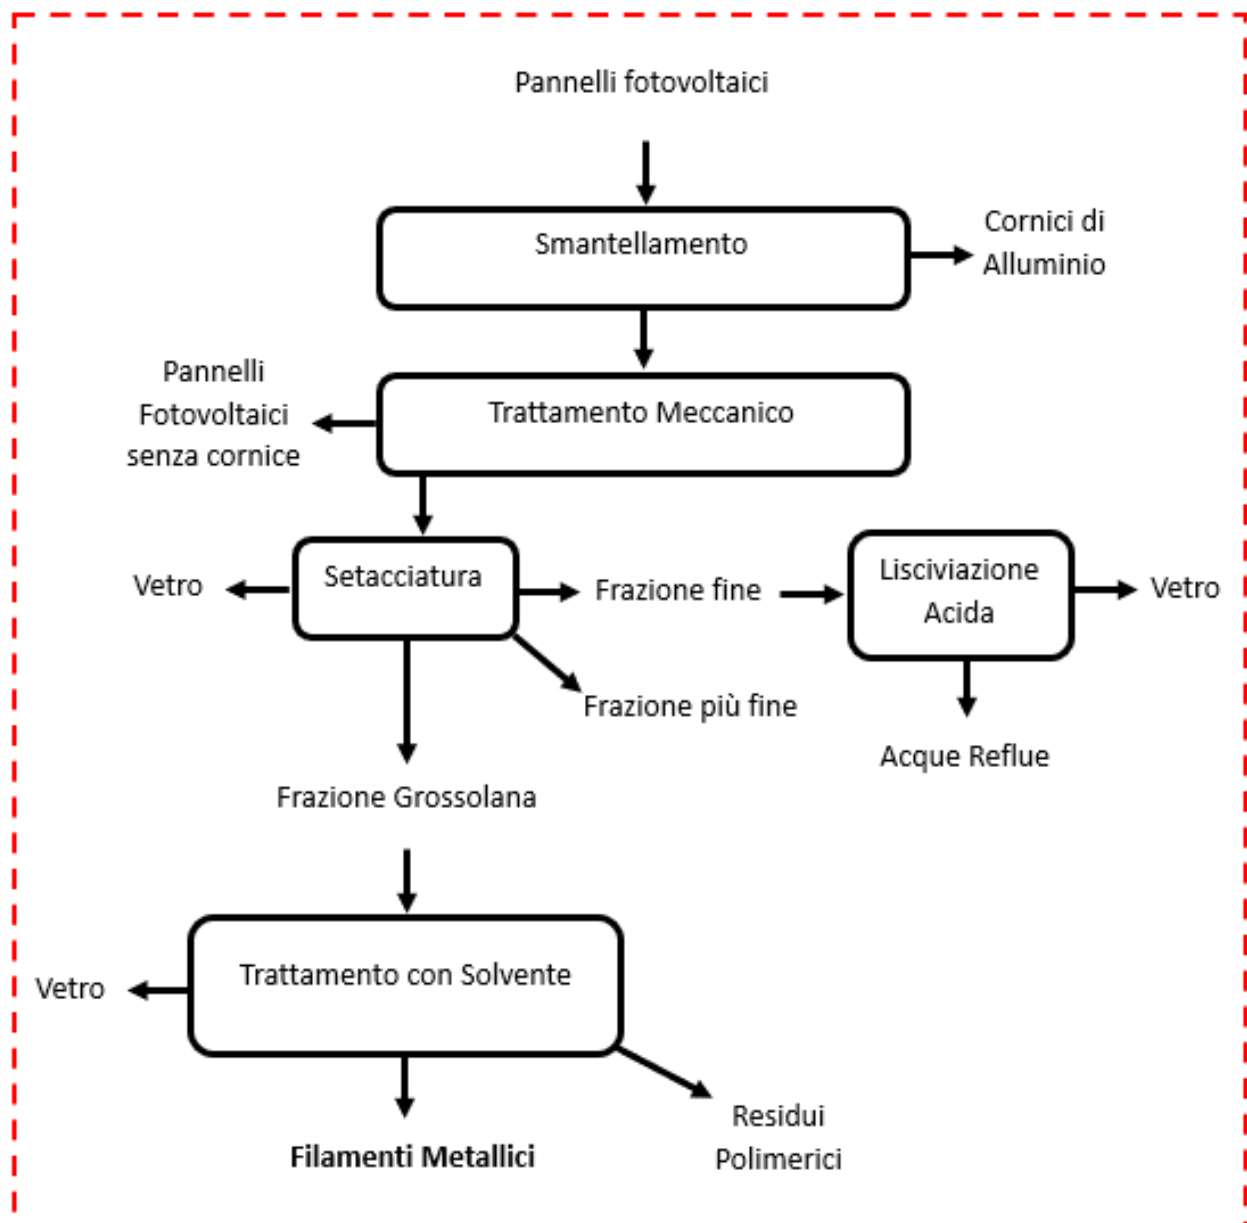 Pannelli fotovoltaici
Smantellamento
Cornici di
Alluminio
Pannelli
Fotovoltaici
senza cornice
Trattamento Meccanico
Vetro
Setacciatura
Frazione fine
Lisciviazione
Acida
Vetro
Frazione più fine
Acque Reflue
Frazione Grossolana
Vetro
Trattamento con Solvente
Filamenti Metallici
Residui
Polimerici